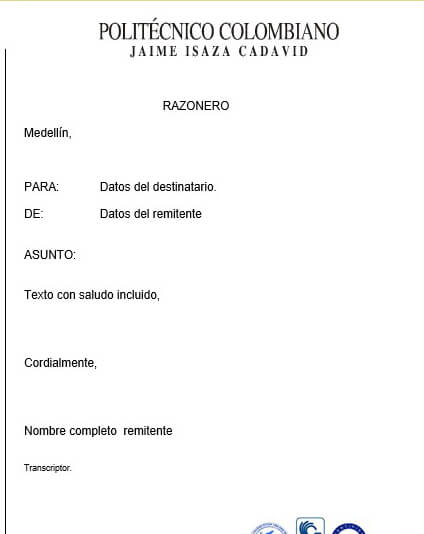 POLITÉCNICO COLOMBIANO
JAIME ISAZA CADAVID
RAZONERO
Medellín,
PARA: Datos del destinatario.
DE: Datos del remitente
ASUNTO:
Texto con saludo incluido,
Cordialmente,
Nombre completo remitente
Transcriptor.